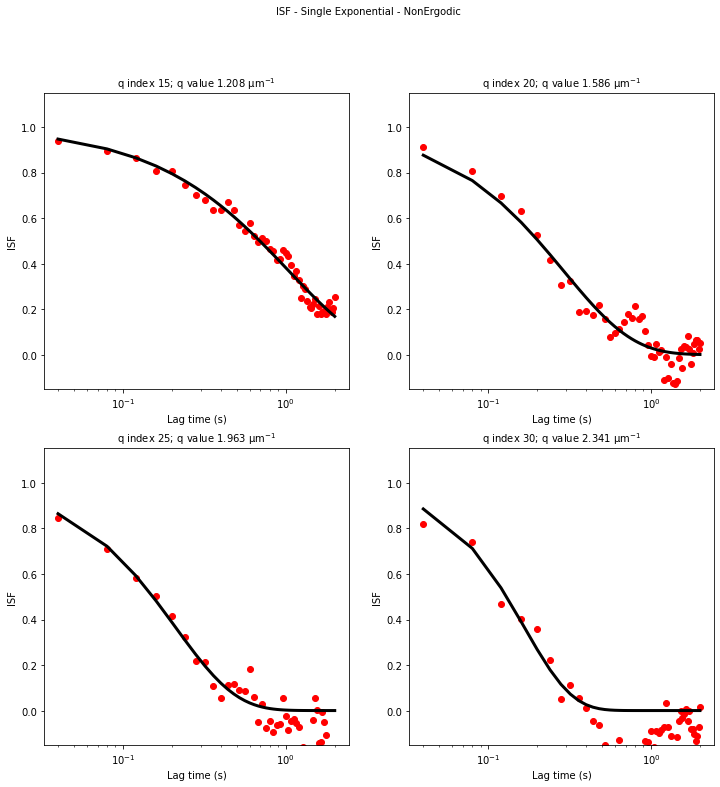 ISF - Single Exponential - NonErgodic
q index 15; q value 1.208 μm⁻¹
q index 20; q value 1.586 μm⁻¹
1.0
0.8
0.6
0.4
0.2
0.0
ISF
10⁻¹
10⁰
Lag time (s)
1.0
0.8
0.6
0.4
0.2
0.0
ISF
10⁻¹
10⁰
Lag time (s)
q index 25; q value 1.963 μm⁻¹
q index 30; q value 2.341 μm⁻¹
1.0
0.8
0.6
0.4
0.2
0.0
ISF
10⁻¹
10⁰
Lag time (s)
1.0
0.8
0.6
0.4
0.2
0.0
ISF
10⁻¹
10⁰
Lag time (s)